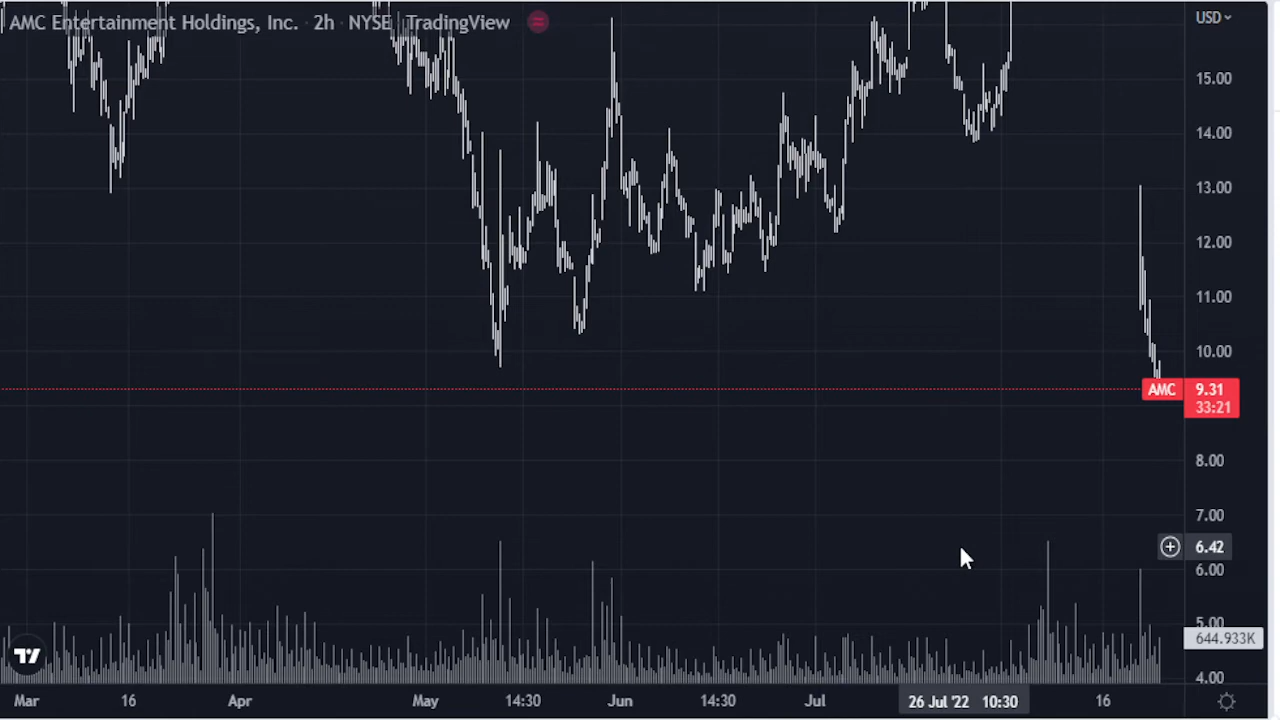 AMC Entertainment Holdings, Inc. · 2h · NYSE TradingView
USD
15.00
14.00
13.00
12.00
11.00
10.00
AMC 9.31
33:21
8.00
7.00
6.42
6.00
5.00
644.933K
4.00
Mar 16 Apr May 14:30 Jun 14:30 Jul 26 Jul '22 10:30 16